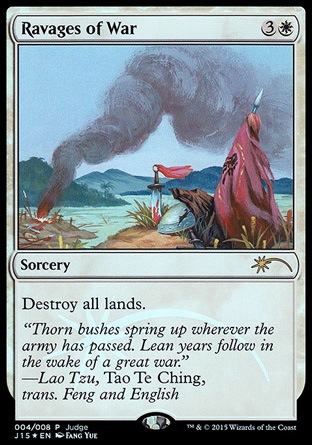 Ravages of War 3
Sorcery
Destroy all lands.
“Thorn bushes spring up wherever the
army has passed. Lean years follow in
the wake of a great war.”
—Lao Tzu, Tao Te Ching,
trans. Feng and English
004/008 P Judge
J15★EN Fang Yue
™ & © 2015 Wizards of the Coast